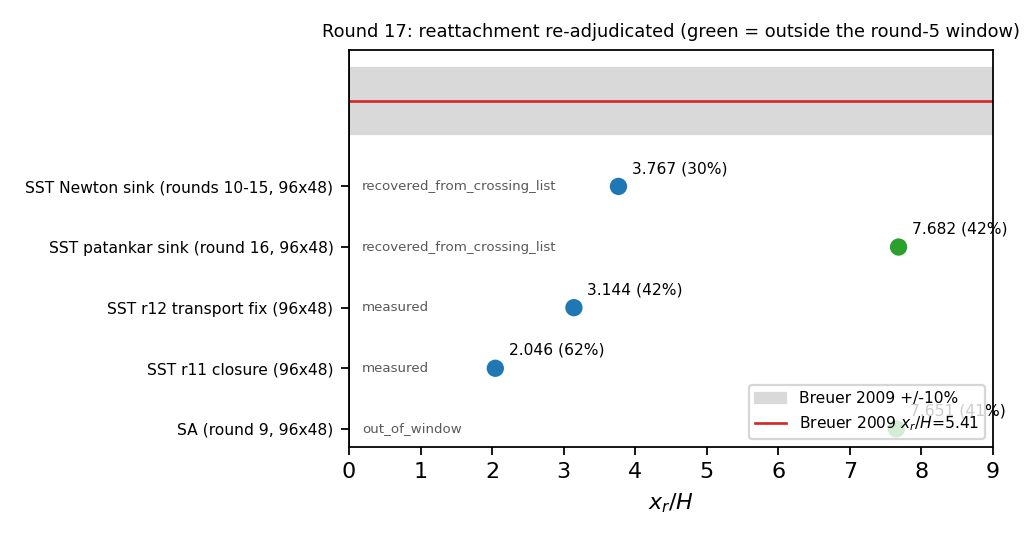 Round 17: reattachment re-adjudicated (green = outside the round-5 window)
SST Newton sink (rounds 10-15, 96x48)
recovered_from_crossing_list
3.767 (30%)
SST patankar sink (round 16, 96x48)
recovered_from_crossing_list
7.682 (42%)
SST r12 transport fix (96x48)
measured
3.144 (42%)
SST r11 closure (96x48)
measured
2.046 (62%)
SA (round 9, 96x48)
out_of_window
7.651 (41%)
Breuer 2009 +/-10%
Breuer 2009 xr/H=5.41
0 1 2 3 4 5 6 7 8 9
xr/H